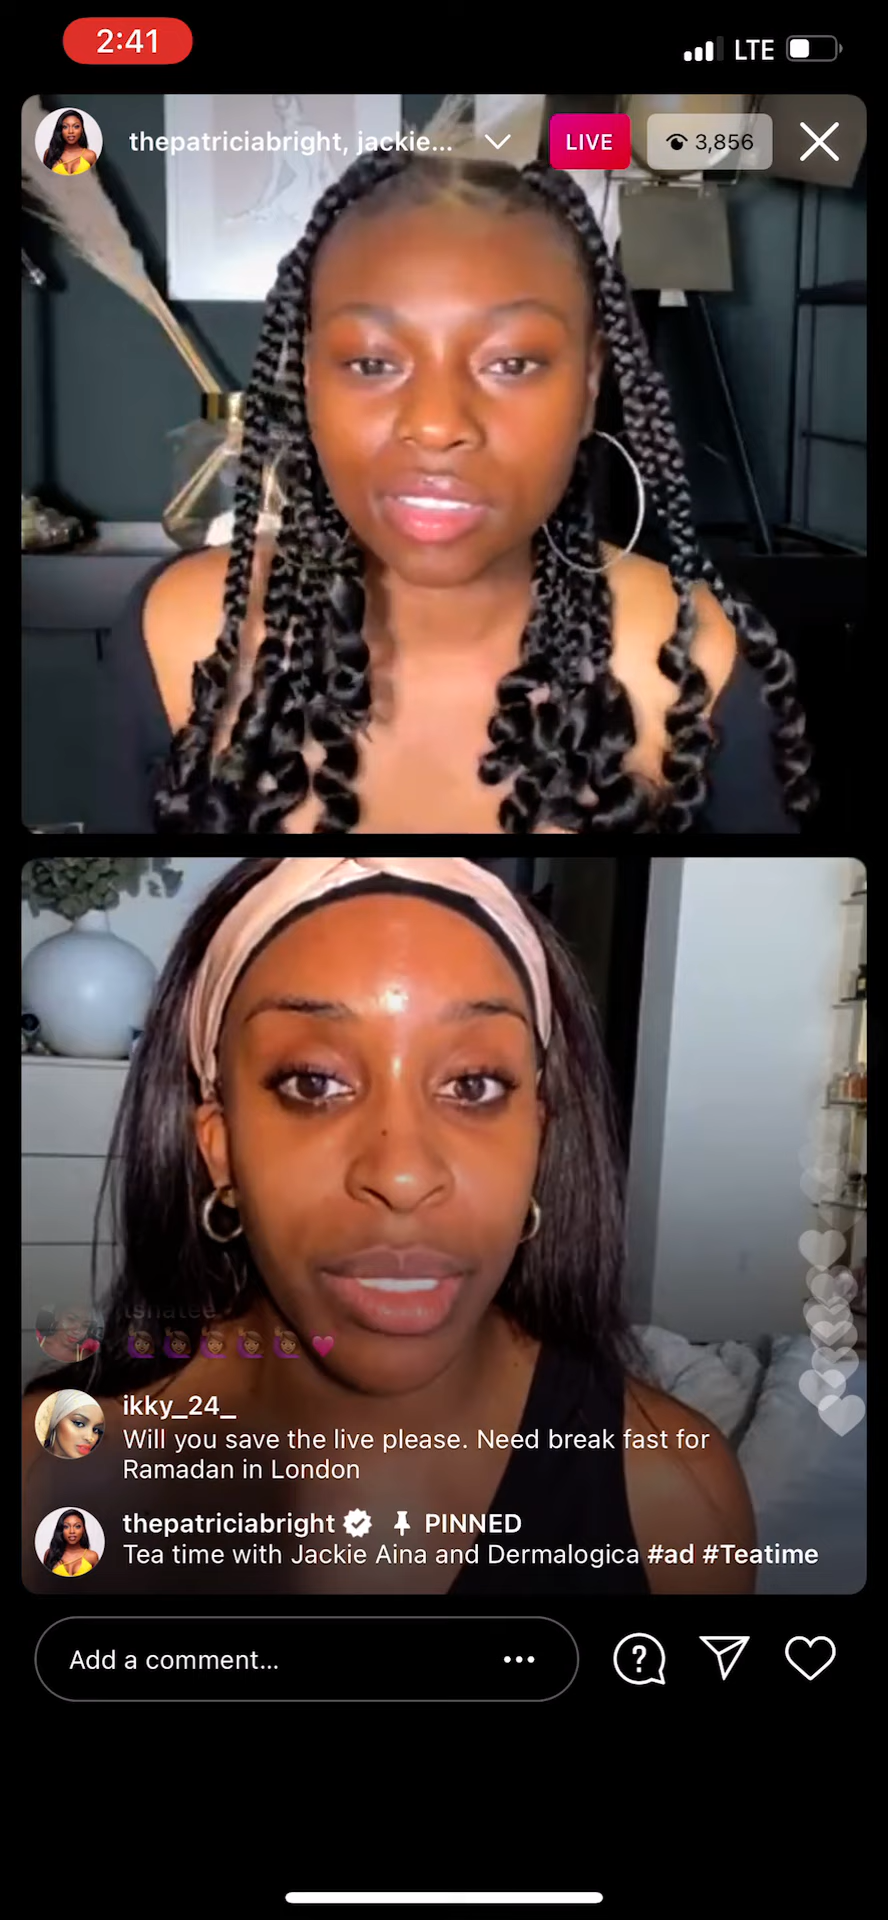 2:41
LTE
thepatriciabright, jackie...
LIVE
3,856
tshatee
ikky_24_
Will you save the live please. Need break fast for
Ramadan in London
thepatriciabright PINNED
Tea time with Jackie Aina and Dermalogica #ad #Teatime
Add a comment...